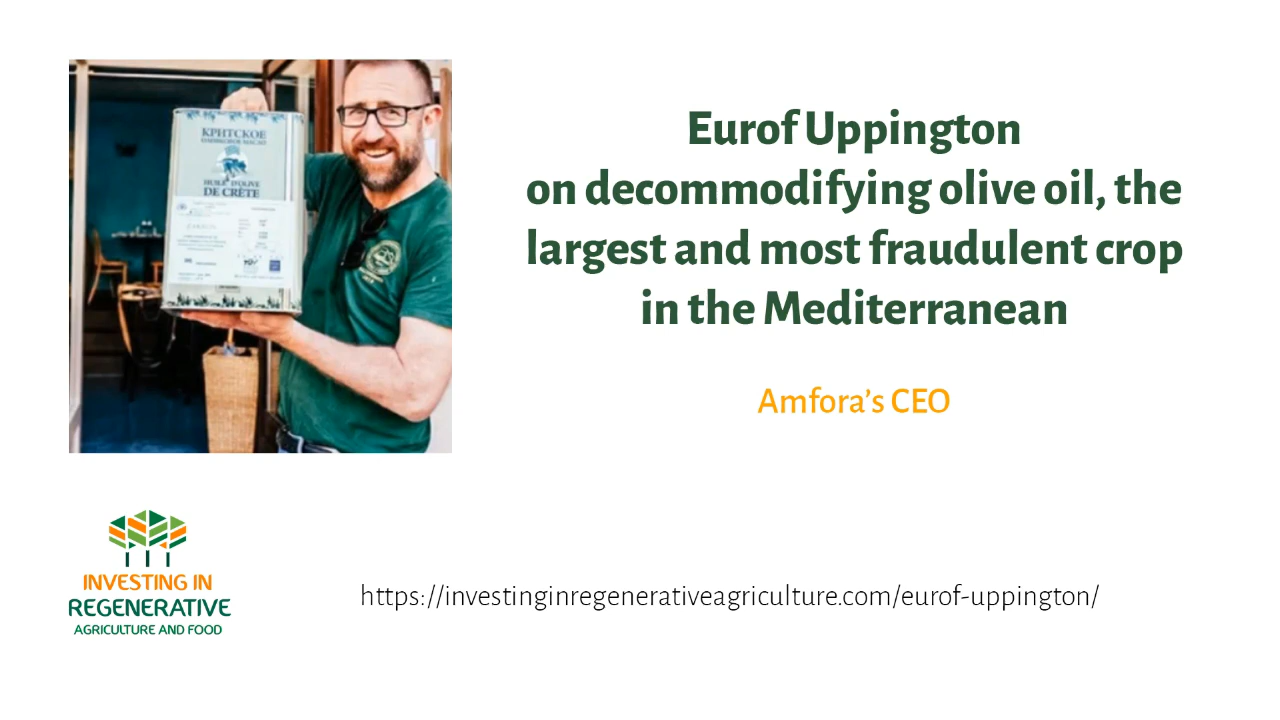 КРИТСКОЕ
HUILE D'OLIVE
DE CRÈTE
Eurof Uppington
on decommodifying olive oil, the
largest and most fraudulent crop
in the Mediterranean
Amfora’s CEO
INVESTING IN
REGENERATIVE
AGRICULTURE AND FOOD
https://investinginregenerativeagriculture.com/eurof-uppington/